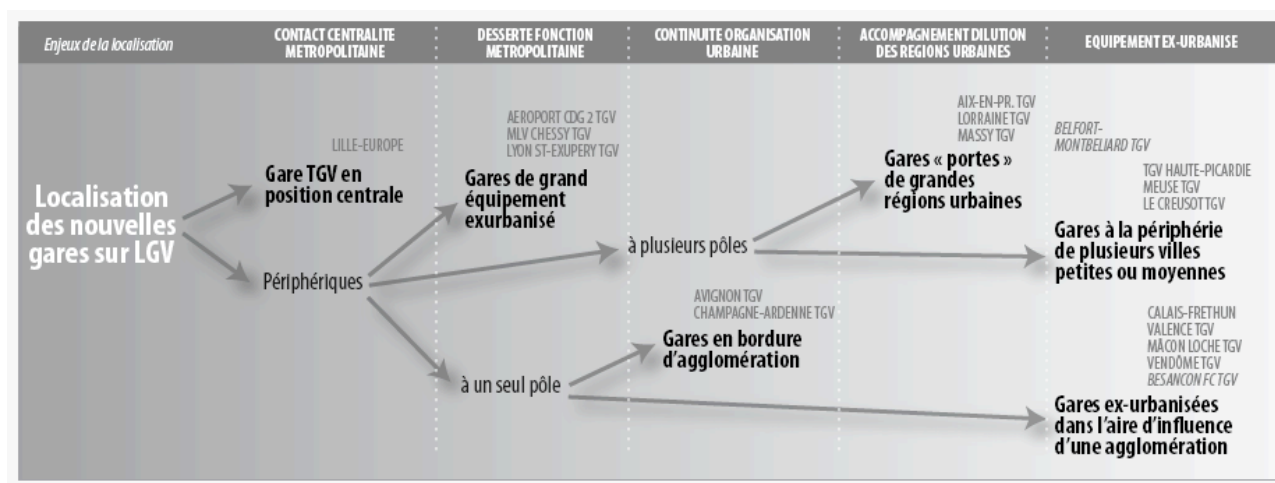 Enjeux de la localisation
CONTACT CENTRALITE
METROPOLITAINE
DESSERTE FONCTION
METROPOLITAINE
CONTINUITE ORGANISATION
URBAINE
ACCOMPAGNEMENT DILUTION
DES REGIONS URBAINES
EQUIPEMENT EX-URBANISE
Localisation
des nouvelles
gares sur LGV
LILLE-EUROPE
Gare TGV en
position centrale
Périphériques
AEROPORT CDG 2 TGV
MLV CHESSY TGV
LYON ST-EXUPERY TGV
Gares de grand
équipement
exurbanisé
à plusieurs pôles
AIX-EN-PR. TGV
LORRAINE TGV
MASSY TGV
Gares « portes »
de grandes
régions urbaines
BELFORT-
MONTBELIARD TGV
TGV HAUTE-PICARDIE
MEUSE TGV
LE CREUSOT TGV
Gares à la périphérie
de plusieurs villes
petites ou moyennes
à un seul pôle
AVIGNON TGV
CHAMPAGNE-ARDENNE TGV
Gares en bordure
d'agglomération
CALAIS-FRETHUN
VALENCE TGV
MÂCON LOCHE TGV
VENDÔME TGV
BESANCON FC TGV
Gares ex-urbanisées
dans l'aire d'influence
d'une agglomération